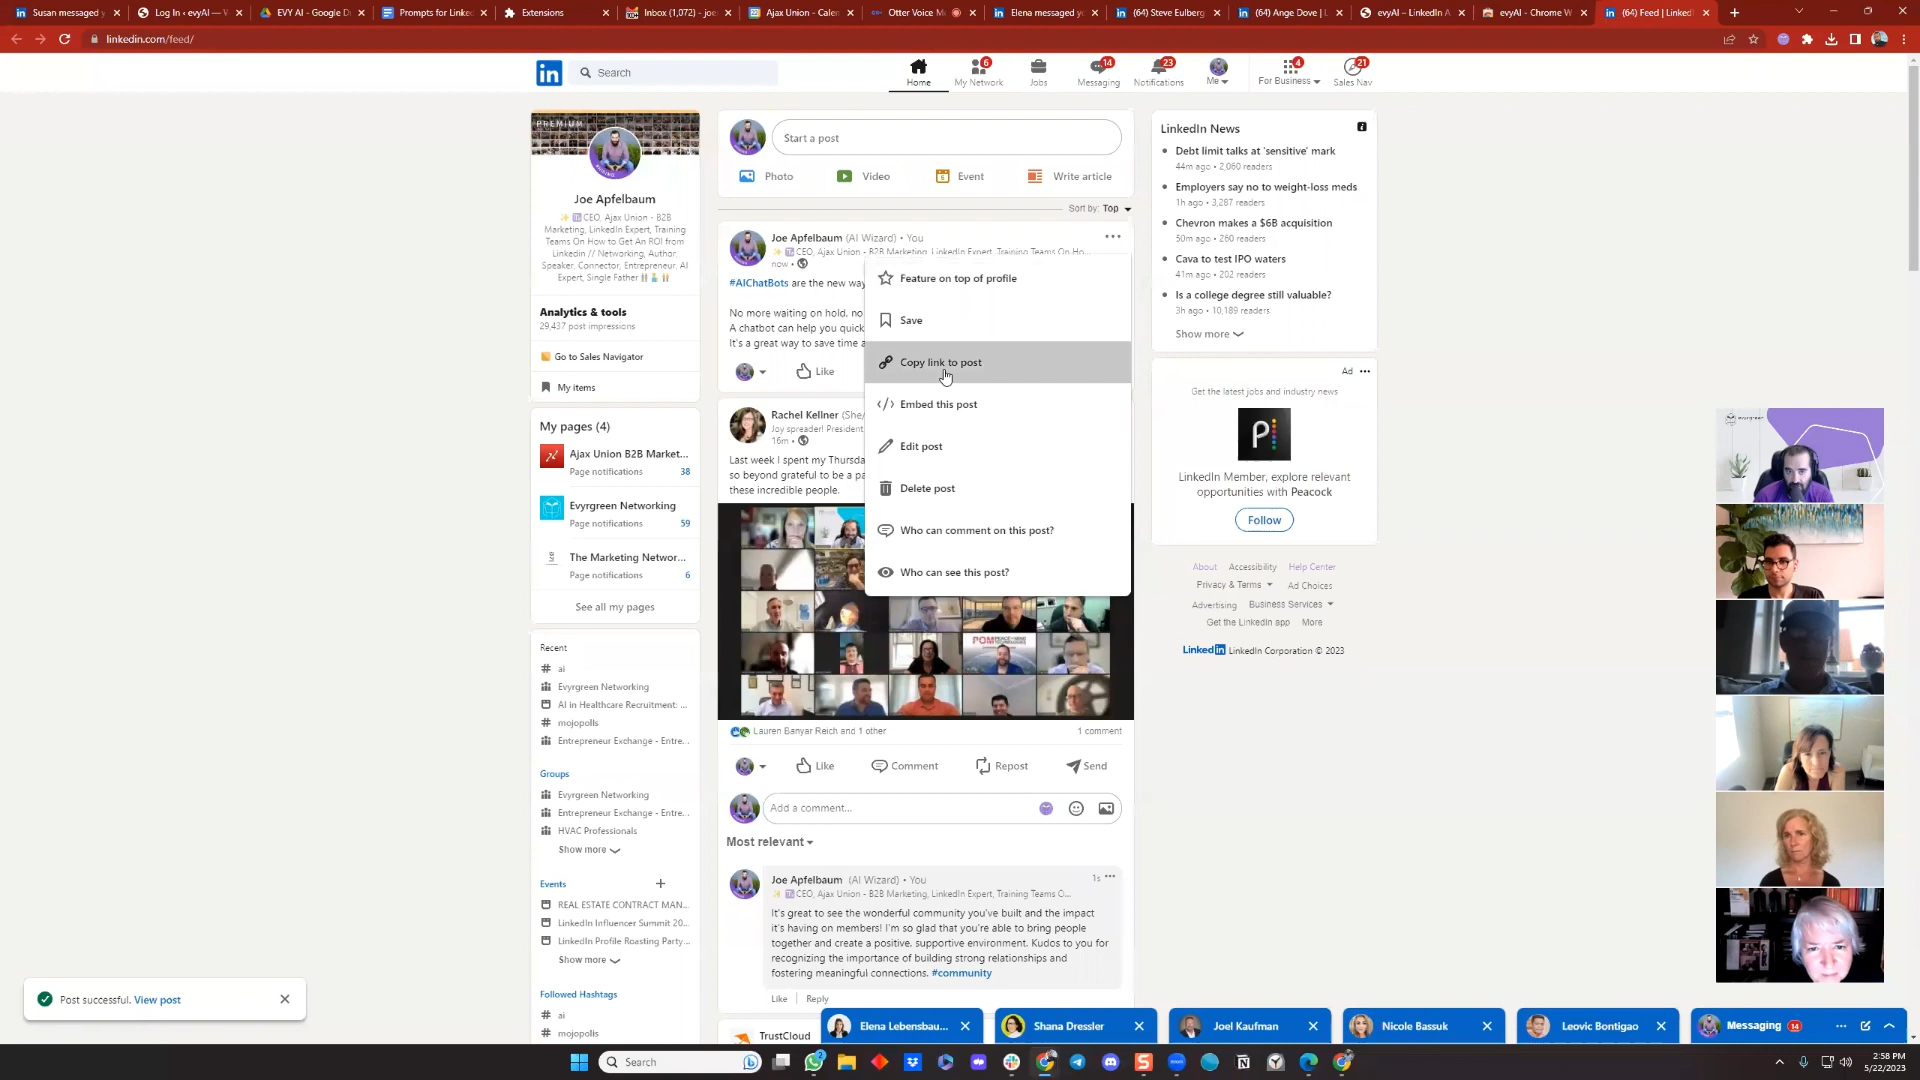 Susan messaged y
Log In ‹ evyAI — V
EVY AI - Google D
Prompts for Linke
Extensions
Inbox (1,072) - joe
Ajax Union - Cale
Otter Voice M
Elena messaged y
(64) Steve Eulberg
(64) Ange Dove | L
evyAI – LinkedIn A
evyAI - Chrome W
(64) Feed | Linked
linkedin.com/feed/
Search
Home
6
My Network
Jobs
14
Messaging
23
Notifications
Me
4
For Business
21
Sales Nav
PREMIUM
Joe Apfelbaum
CEO, Ajax Union - B2B
Marketing, LinkedIn Expert, Training
Teams On How to Get An ROI from
Linkedin // Networking, Author,
Speaker, Connector, Entrepreneur, AI
Expert, Single Father
Analytics & tools
29,437 post impressions
Go to Sales Navigator
My items
My pages (4)
Ajax Union B2B Market...
Page notifications 38
Evyrgreen Networking
Page notifications 59
The Marketing Networ...
Page notifications 6
See all my pages
Recent
# ai
Evyrgreen Networking
AI in Healthcare Recruitment: ...
# mojopolis
Entrepreneur Exchange - Entre...
Groups
Evyrgreen Networking
Entrepreneur Exchange - Entre...
HVAC Professionals
Show more
Events +
REAL ESTATE CONTRACT MAN...
LinkedIn Influencer Summit 20...
LinkedIn Profile Roasting Party...
Show more
Followed Hashtags
# ai
# mojopolis
Start a post
Photo
Video
Event
Write article
Sort by: Top
Joe Apfelbaum (AI Wizard) • You
CEO, Ajax Union - B2B Marketing, LinkedIn Expert, Training Teams On Ho...
now •
#AIChatBots are the new way
No more waiting on hold, no
A chatbot can help you quick
It's a great way to save time a
Like
Feature on top of profile
Save
Copy link to post
Embed this post
Edit post
Delete post
Who can comment on this post?
Who can see this post?
Rachel Kellner (She/
Joy spreader! President,
16m •
Last week I spent my Thursda
so beyond grateful to be a pa
these incredible people.
POM
Lauren Banyar Reich and 1 other
1 comment
Like
Comment
Repost
Send
Add a comment...
Most relevant
Joe Apfelbaum (AI Wizard) • You
1s
CEO, Ajax Union - B2B Marketing, LinkedIn Expert, Training Teams O...
It's great to see the wonderful community you've built and the impact
it's having on members! I'm so glad that you're able to bring people
together and create a positive, supportive environment. Kudos to you for
recognizing the importance of building strong relationships and
fostering meaningful connections. #community
Like | Reply
TrustCloud
LinkedIn News
Debt limit talks at 'sensitive' mark
44m ago • 2,060 readers
Employers say no to weight-loss meds
1h ago • 3,287 readers
Chevron makes a $6B acquisition
50m ago • 260 readers
Cava to test IPO waters
41m ago • 202 readers
Is a college degree still valuable?
3h ago • 10,189 readers
Show more
Ad
Get the latest jobs and industry news
LinkedIn Member, explore relevant
opportunities with Peacock
Follow
About Accessibility Help Center
Privacy & Terms Ad Choices
Advertising Business Services
Get the LinkedIn app More
LinkedIn LinkedIn Corporation © 2023
evyrgreen
Post successful. View post
Elena Lebensbau...
Shana Dressler
Joel Kaufman
Nicole Bassuk
Leovic Bontigao
Messaging 14
Search
2:58 PM
5/22/2023